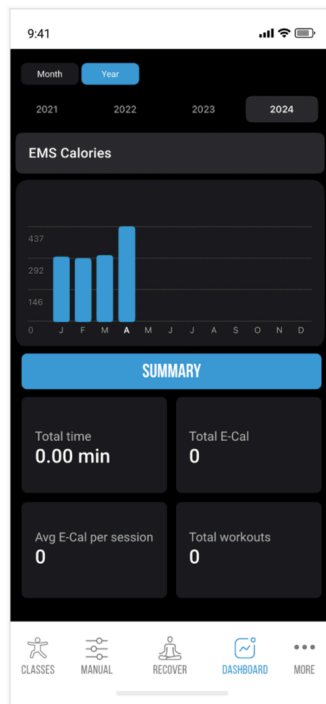 9:41
Month Year
2021 2022 2023 2024
EMS Calories
437
292
146
0 J F M A M J J A S O N D
SUMMARY
Total time
0.00 min
Total E-Cal
0
Avg E-Cal per session
0
Total workouts
0
CLASSES MANUAL RECOVER DASHBOARD MORE